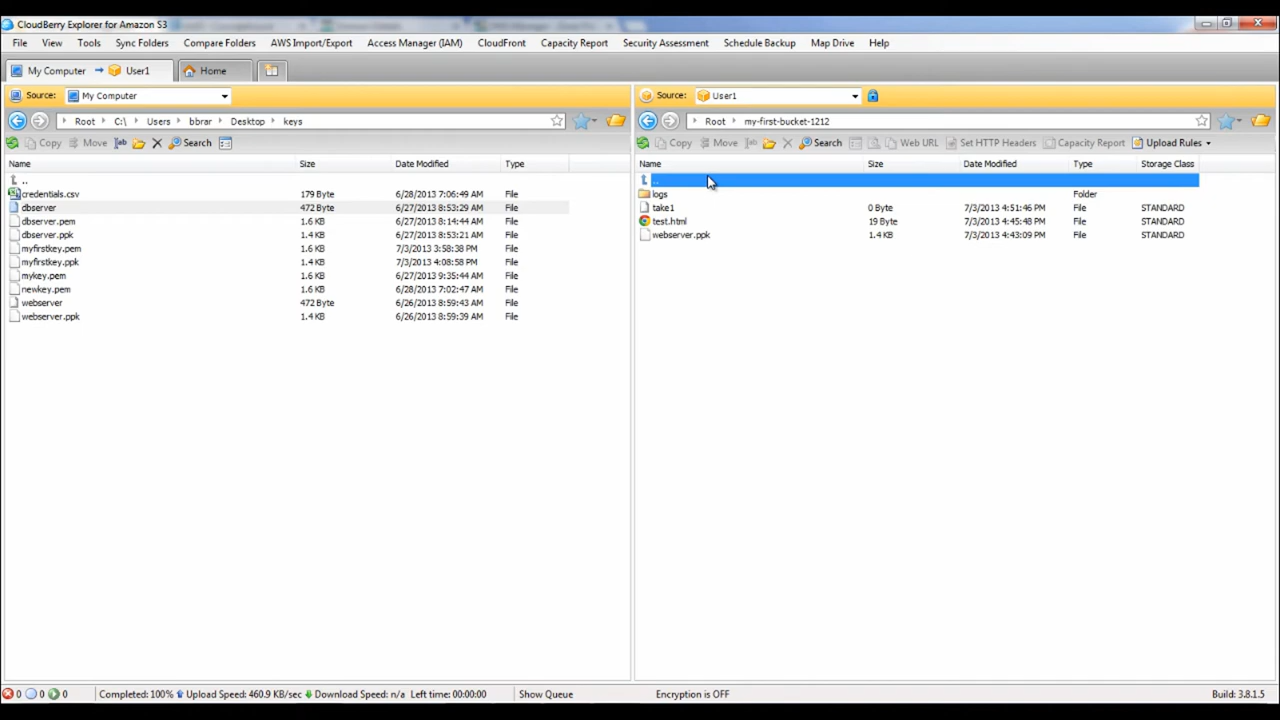 CloudBerry Explorer for Amazon S3
File View Tools Sync Folders Compare Folders AWS Import/Export Access Manager (IAM) CloudFront Capacity Report Security Assessment Schedule Backup Map Drive Help
My Computer User1 Home
Source: My Computer
Root C:\ Users bbrar Desktop keys
Copy Move Search
Name Size Date Modified Type
..
credentials.csv 179 Byte 6/28/2013 7:06:49 AM File
dbserver 472 Byte 6/27/2013 8:53:29 AM File
dbserver.pem 1.6 KB 6/27/2013 8:14:44 AM File
dbserver.ppk 1.4 KB 6/27/2013 8:53:21 AM File
myfirstkey.pem 1.6 KB 7/3/2013 3:58:38 PM File
myfirstkey.ppk 1.4 KB 7/3/2013 4:08:58 PM File
mykey.pem 1.6 KB 6/27/2013 9:35:44 AM File
newkey.pem 1.6 KB 6/28/2013 7:02:47 AM File
webserver 472 Byte 6/26/2013 8:59:43 AM File
webserver.ppk 1.4 KB 6/26/2013 8:59:39 AM File
Source: User1
Root my-first-bucket-1212
Copy Move Search Web URL Set HTTP Headers Capacity Report Upload Rules
Name Size Date Modified Type Storage Class
..
logs Folder
take1 0 Byte 7/3/2013 4:51:46 PM File STANDARD
test.html 19 Byte 7/3/2013 4:45:48 PM File STANDARD
webserver.ppk 1.4 KB 7/3/2013 4:43:09 PM File STANDARD
0 0 0 Completed: 100% Upload Speed: 460.9 KB/sec Download Speed: n/a Left time: 00:00:00 Show Queue Encryption is OFF Build: 3.8.1.5